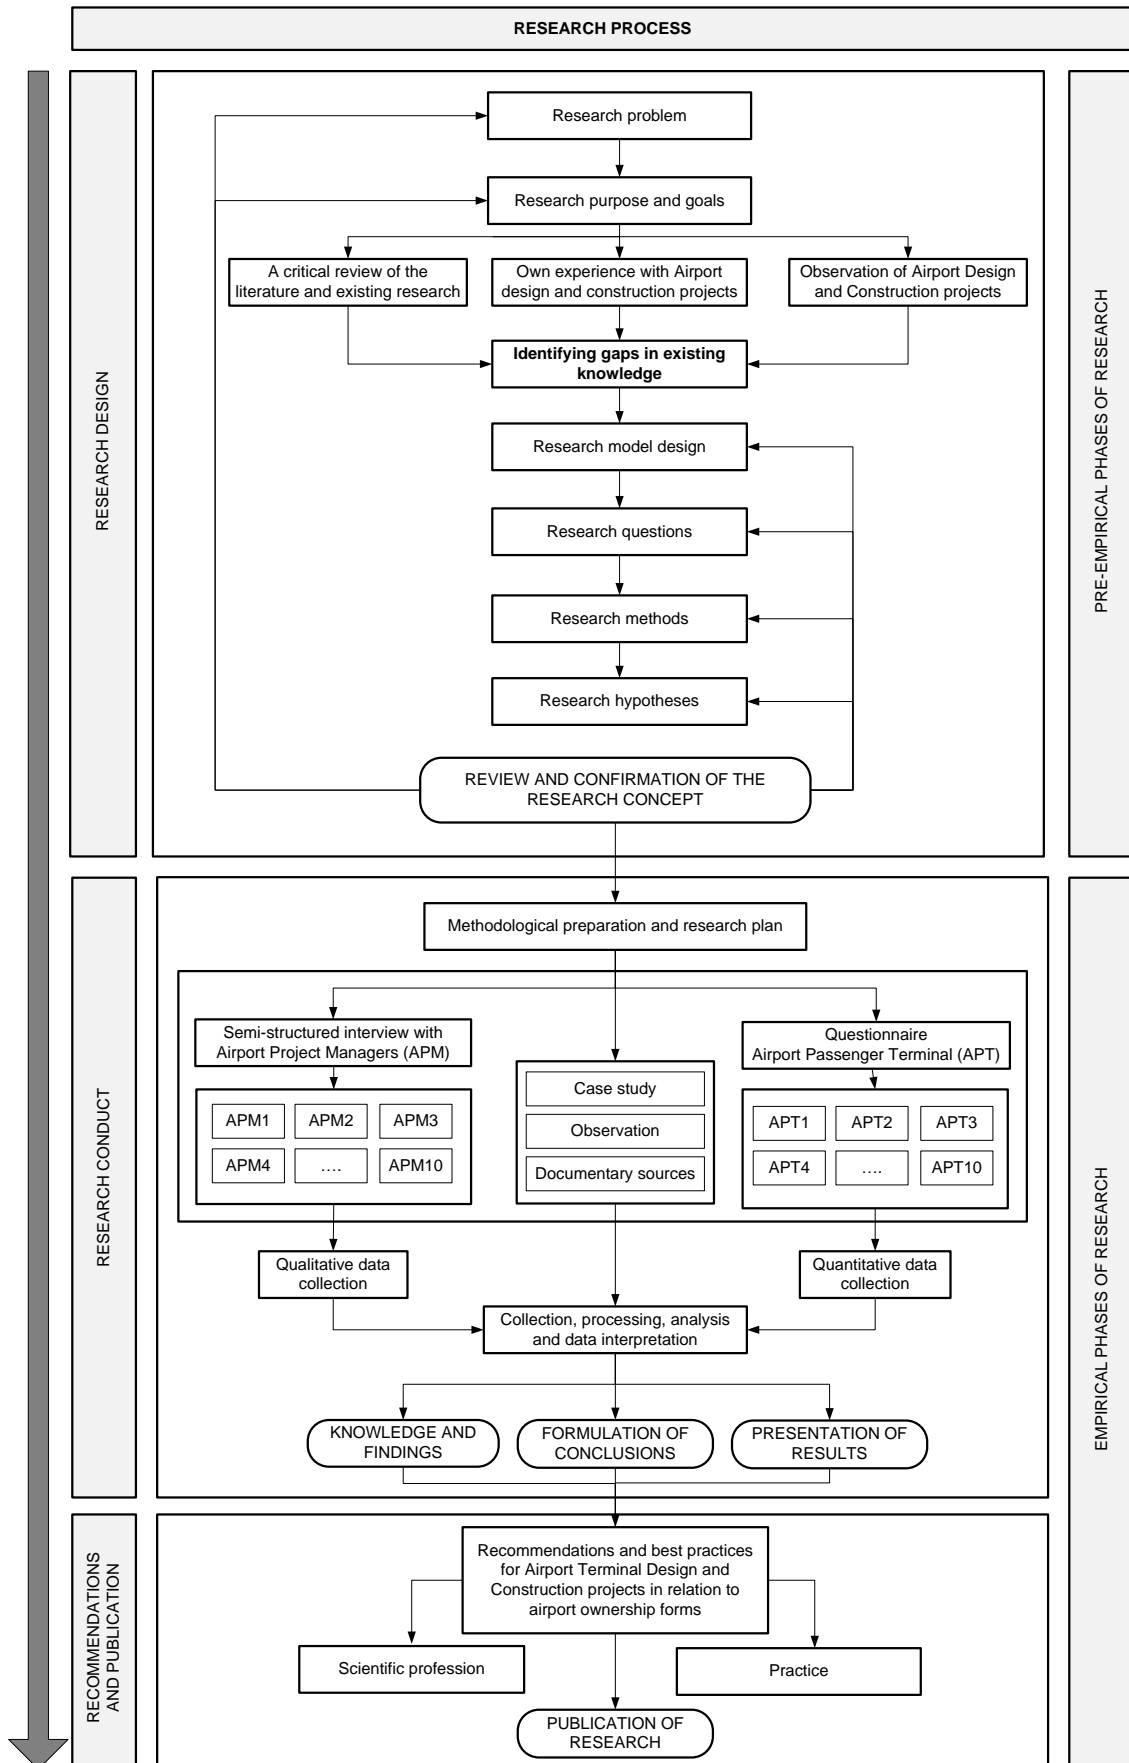 RESEARCH PROCESS
RESEARCH DESIGN
PRE-EMPIRICAL PHASES OF RESEARCH
Research problem
Research purpose and goals
A critical review of the
literature and existing research
Own experience with Airport
design and construction projects
Observation of Airport Design
and Construction projects
Identifying gaps in existing
knowledge
Research model design
Research questions
Research methods
Research hypotheses
REVIEW AND CONFIRMATION OF THE
RESEARCH CONCEPT
RESEARCH CONDUCT
EMPIRICAL PHASES OF RESEARCH
Methodological preparation and research plan
Semi-structured interview with
Airport Project Managers (APM)
APM1
APM2
APM3
APM4
....
APM10
Case study
Observation
Documentary sources
Questionnaire
Airport Passenger Terminal (APT)
APT1
APT2
APT3
APT4
....
APT10
Qualitative data
collection
Quantitative data
collection
Collection, processing, analysis
and data interpretation
KNOWLEDGE AND
FINDINGS
FORMULATION OF
CONCLUSIONS
PRESENTATION OF
RESULTS
RECOMMENDATIONS
AND PUBLICATION
Recommendations and best practices
for Airport Terminal Design and
Construction projects in relation to
airport ownership forms
Scientific profession
Practice
PUBLICATION OF
RESEARCH